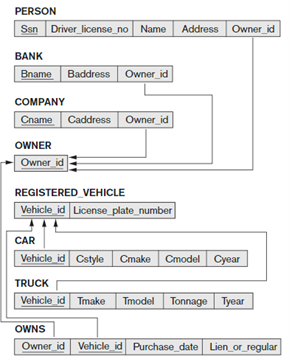 PERSON
Ssn Driver_license_no Name Address Owner_id
BANK
Bname Baddress Owner_id
COMPANY
Cname Caddress Owner_id
OWNER
Owner_id
REGISTERED_VEHICLE
Vehicle_id License_plate_number
CAR
Vehicle_id Cstyle Cmake Cmodel Cyear
TRUCK
Vehicle_id Tmake Tmodel Tonnage Tyear
OWNS
Owner_id Vehicle_id Purchase_date Lien_or_regular